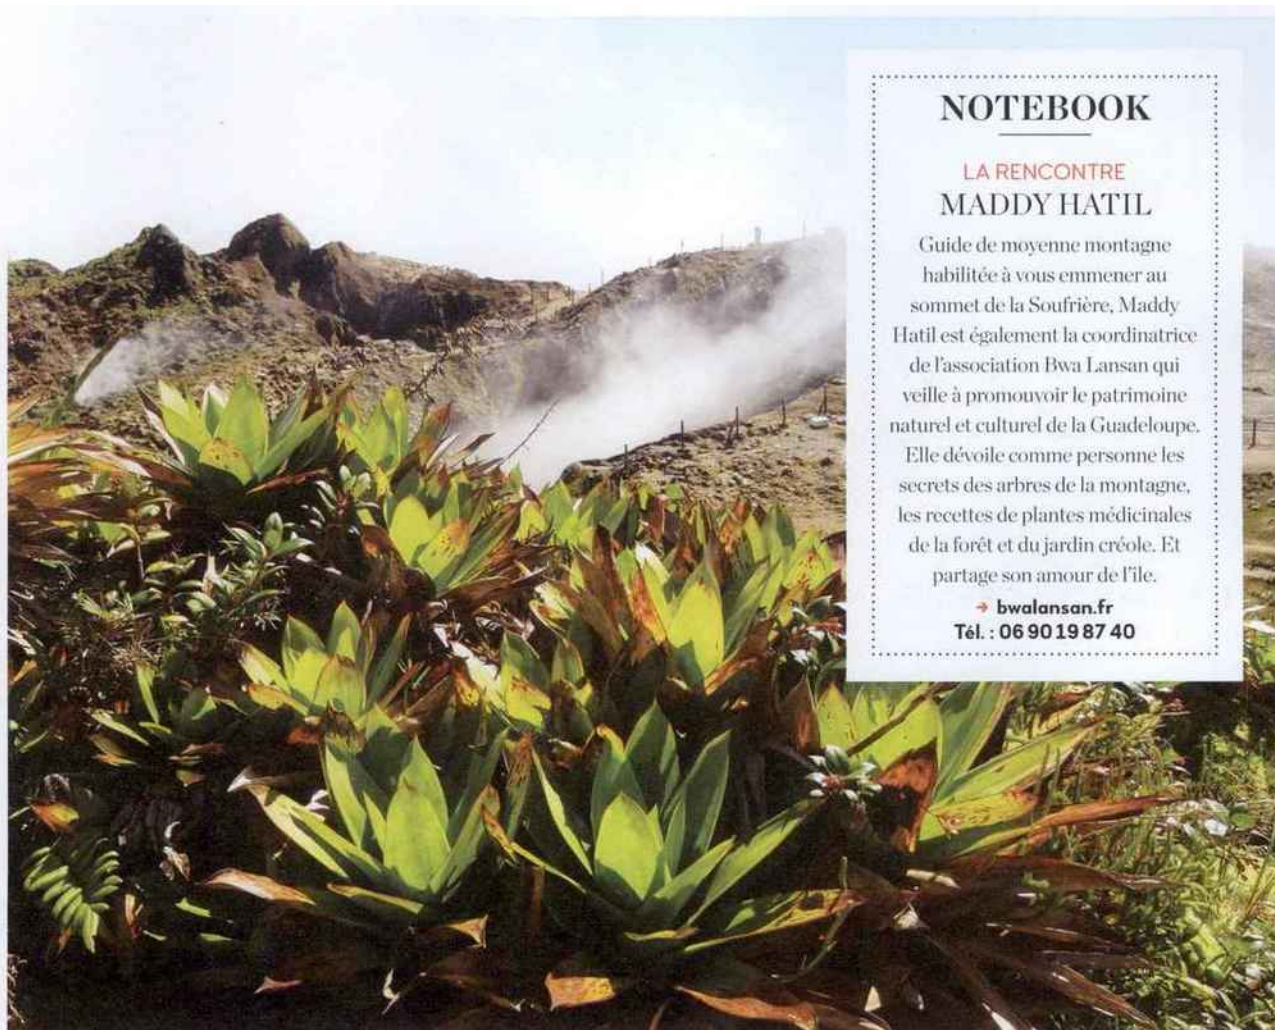 NOTEBOOK
LA RENCONTRE
MADDY HATIL
Guide de moyenne montagne
habilitée à vous emmener au
sommet de la Soufrière, Maddy
Hatil est également la coordinatrice
de l'association Bwa Lansan qui
veille à promouvoir le patrimoine
naturel et culturel de la Guadeloupe.
Elle dévoile comme personne les
secrets des arbres de la montagne,
les recettes de plantes médicinales
de la forêt et du jardin créole. Et
partage son amour de l'île.
→ bwalansan.fr
Tél. : 06 90 19 87 40